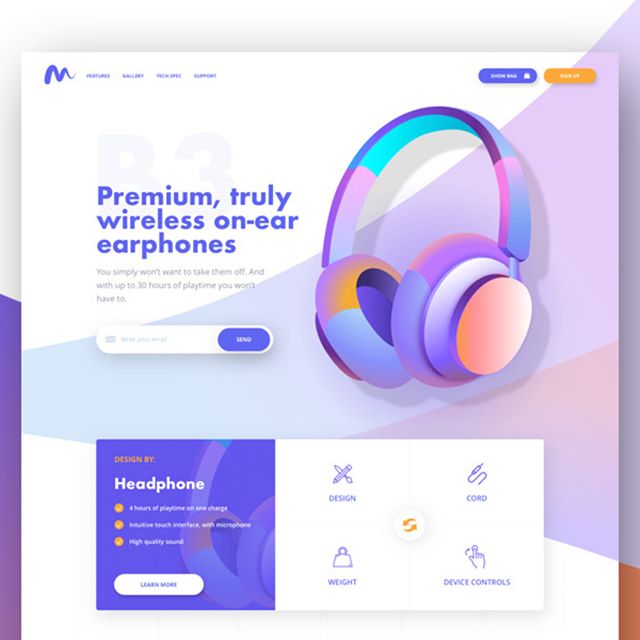 FEATURES
GALLERY
TECH SPEC
SUPPORT
SHOW BAG
SIGN UP
B3
Premium, truly
wireless on-ear
earphones
You simply won't want to take them off. And
with up to 30 hours of playtime you won't
have to.
Write your email
SEND
DESIGN BY:
Headphone
4 hours of playtime on one charge
Intuitive touch interface, with microphone
High quality sound
LEARN MORE
DESIGN
CORD
WEIGHT
DEVICE CONTROLS